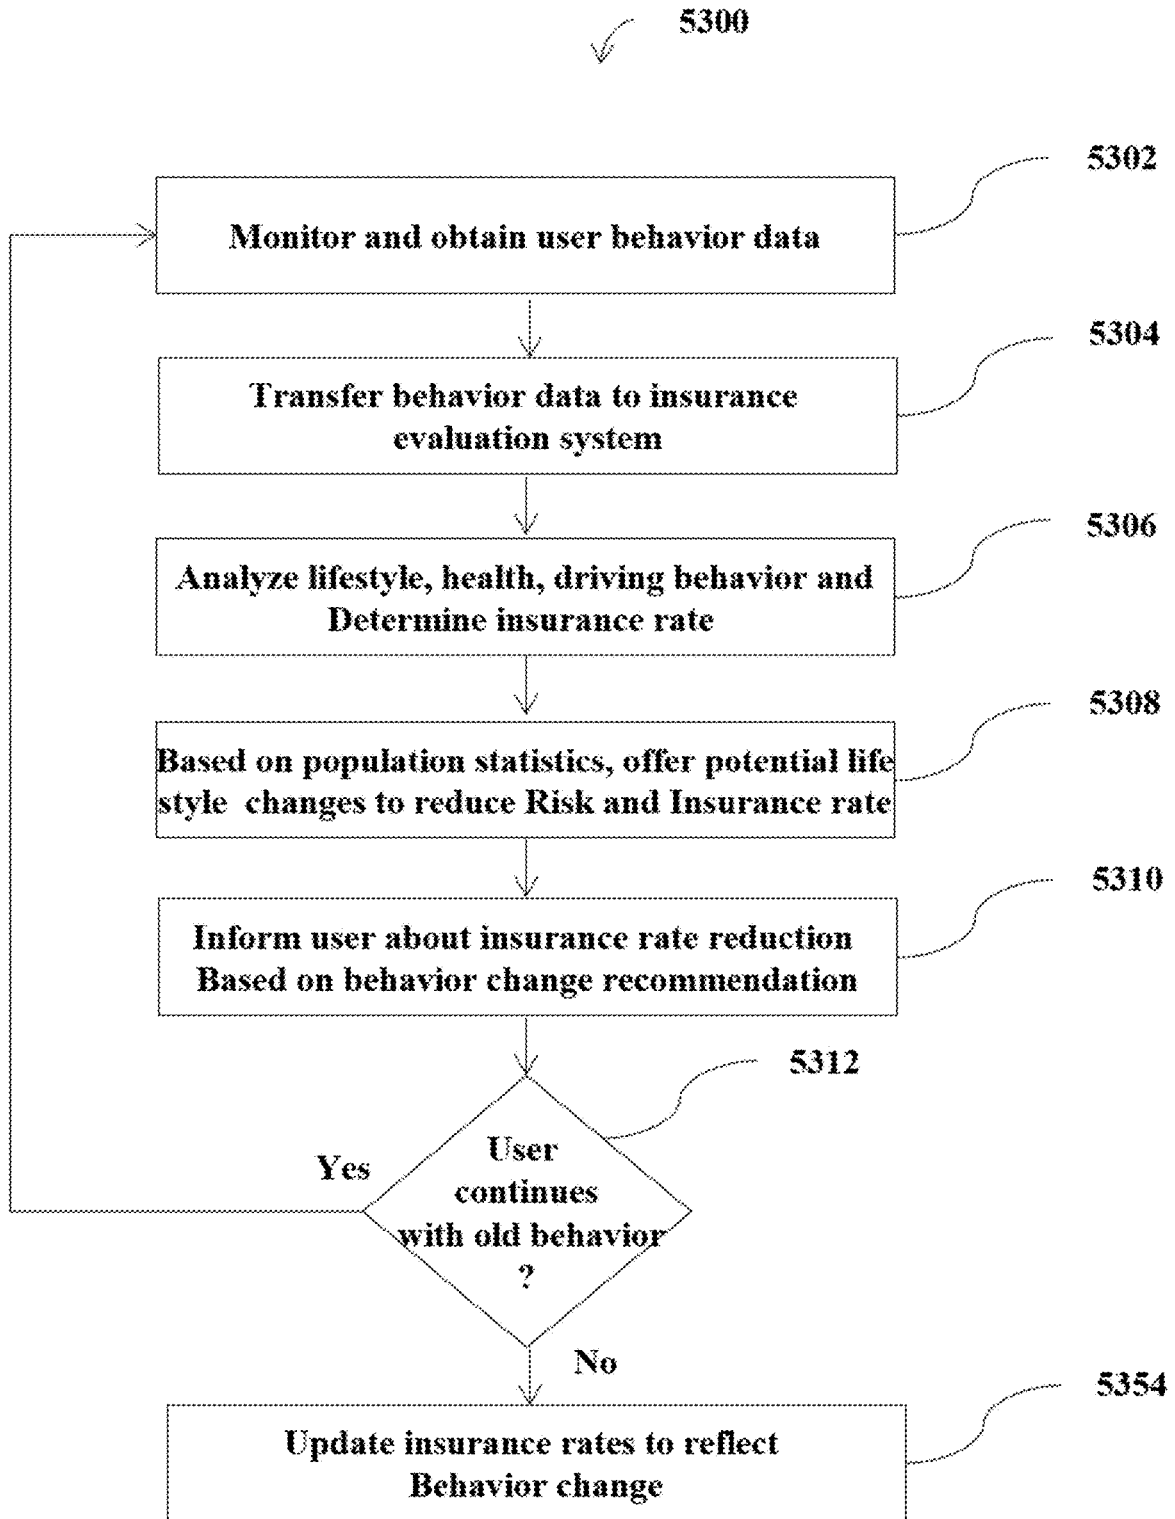 5300
5302
Monitor and obtain user behavior data
5304
Transfer behavior data to insurance
evaluation system
5306
Analyze lifestyle, health, driving behavior and
Determine insurance rate
5308
Based on population statistics, offer potential life
style changes to reduce Risk and Insurance rate
5310
Inform user about insurance rate reduction
Based on behavior change recommendation
5312
User
Yes
continues
with old behavior
?
No
5354
Update insurance rates to reflect
Behavior change